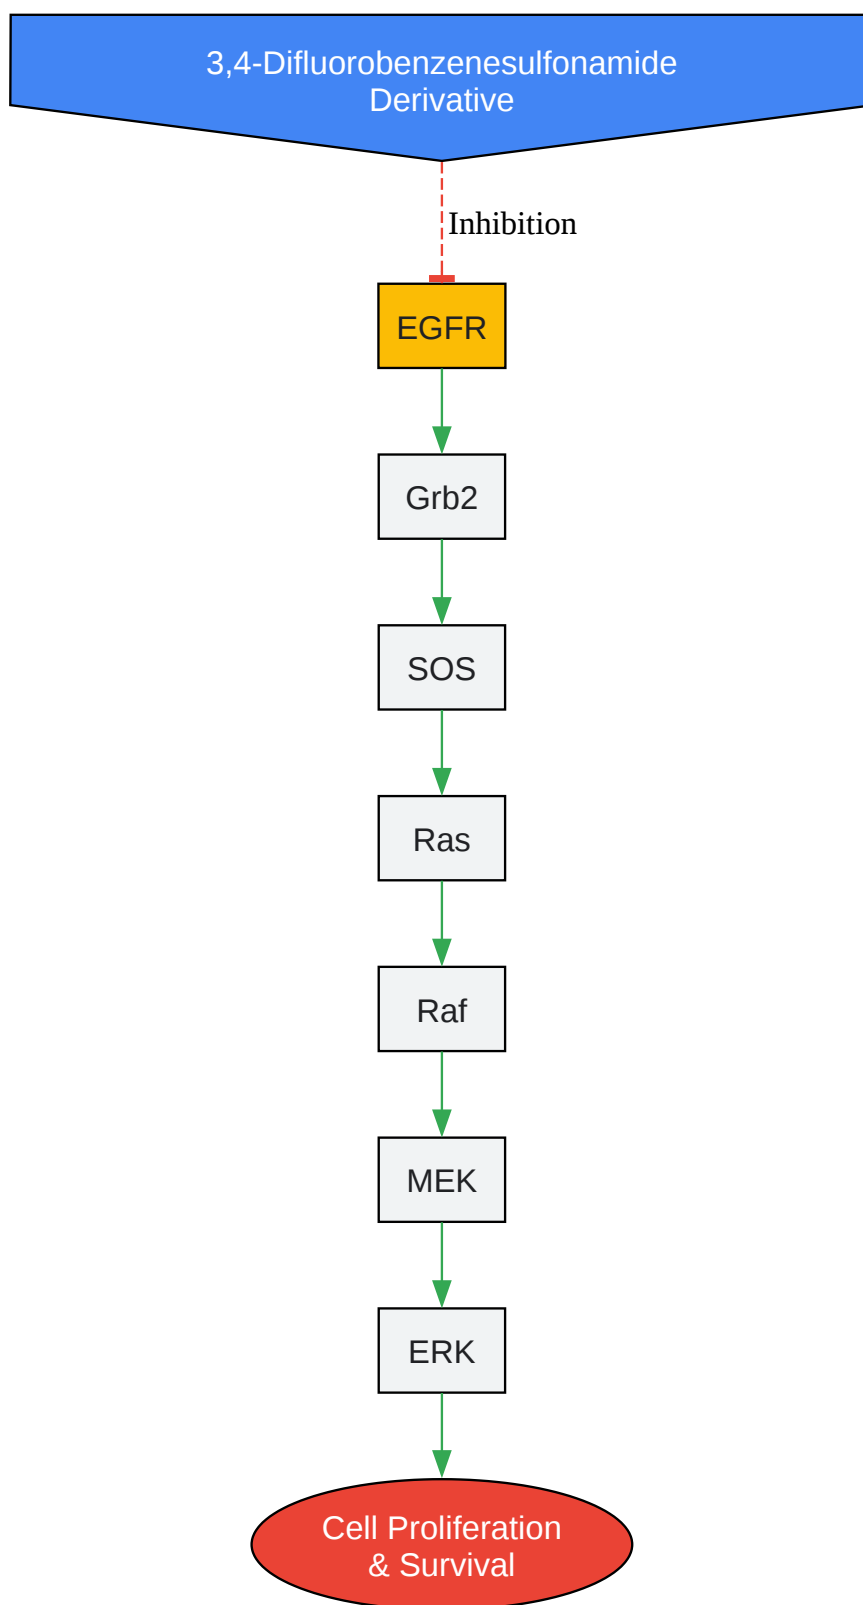 3,4-Difluorobenzenesulfonamide
Derivative
Inhibition
EGFR
Grb2
SOS
Ras
Raf
MEK
ERK
Cell Proliferation
& Survival